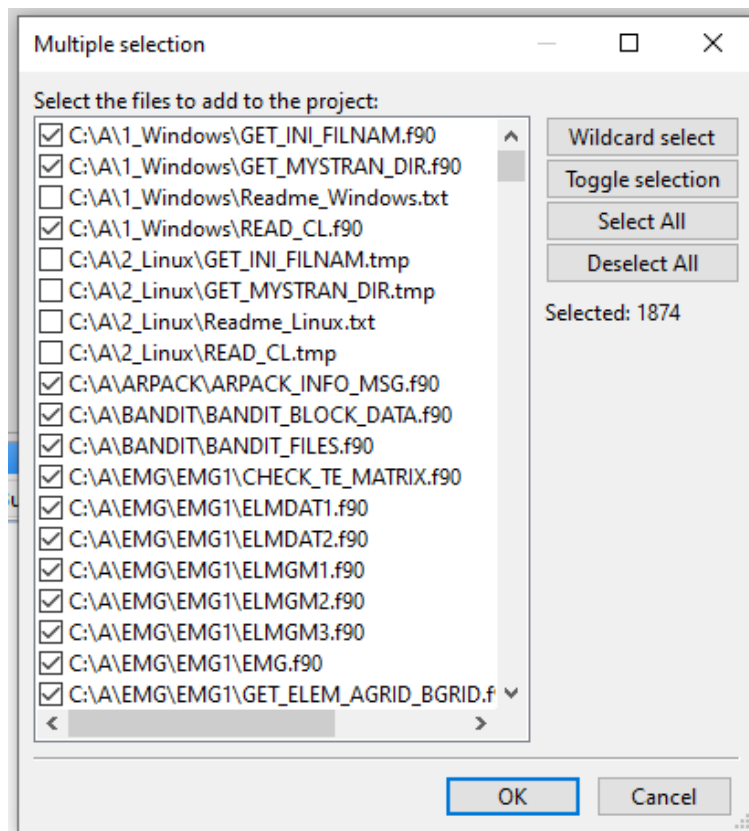 Multiple selection
Select the files to add to the project:
C:\A\1_Windows\GET_INI_FILNAM.f90
C:\A\1_Windows\GET_MYSTRAN_DIR.f90
C:\A\1_Windows\Readme_Windows.txt
C:\A\1_Windows\READ_CL.f90
C:\A\2_Linux\GET_INI_FILNAM.tmp
C:\A\2_Linux\GET_MYSTRAN_DIR.tmp
C:\A\2_Linux\Readme_Linux.txt
C:\A\2_Linux\READ_CL.tmp
C:\A\ARPACK\ARPACK_INFO_MSG.f90
C:\A\BANDIT\BANDIT_BLOCK_DATA.f90
C:\A\BANDIT\BANDIT_FILES.f90
C:\A\EMG\EMG1\CHECK_TE_MATRIX.f90
C:\A\EMG\EMG1\ELMDAT1.f90
C:\A\EMG\EMG1\ELMDAT2.f90
C:\A\EMG\EMG1\ELMGM1.f90
C:\A\EMG\EMG1\ELMGM2.f90
C:\A\EMG\EMG1\ELMGM3.f90
C:\A\EMG\EMG1\EMG.f90
C:\A\EMG\EMG1\GET_ELEM_AGRID_BGRID.f
Wildcard select
Toggle selection
Select All
Deselect All
Selected: 1874
OK
Cancel